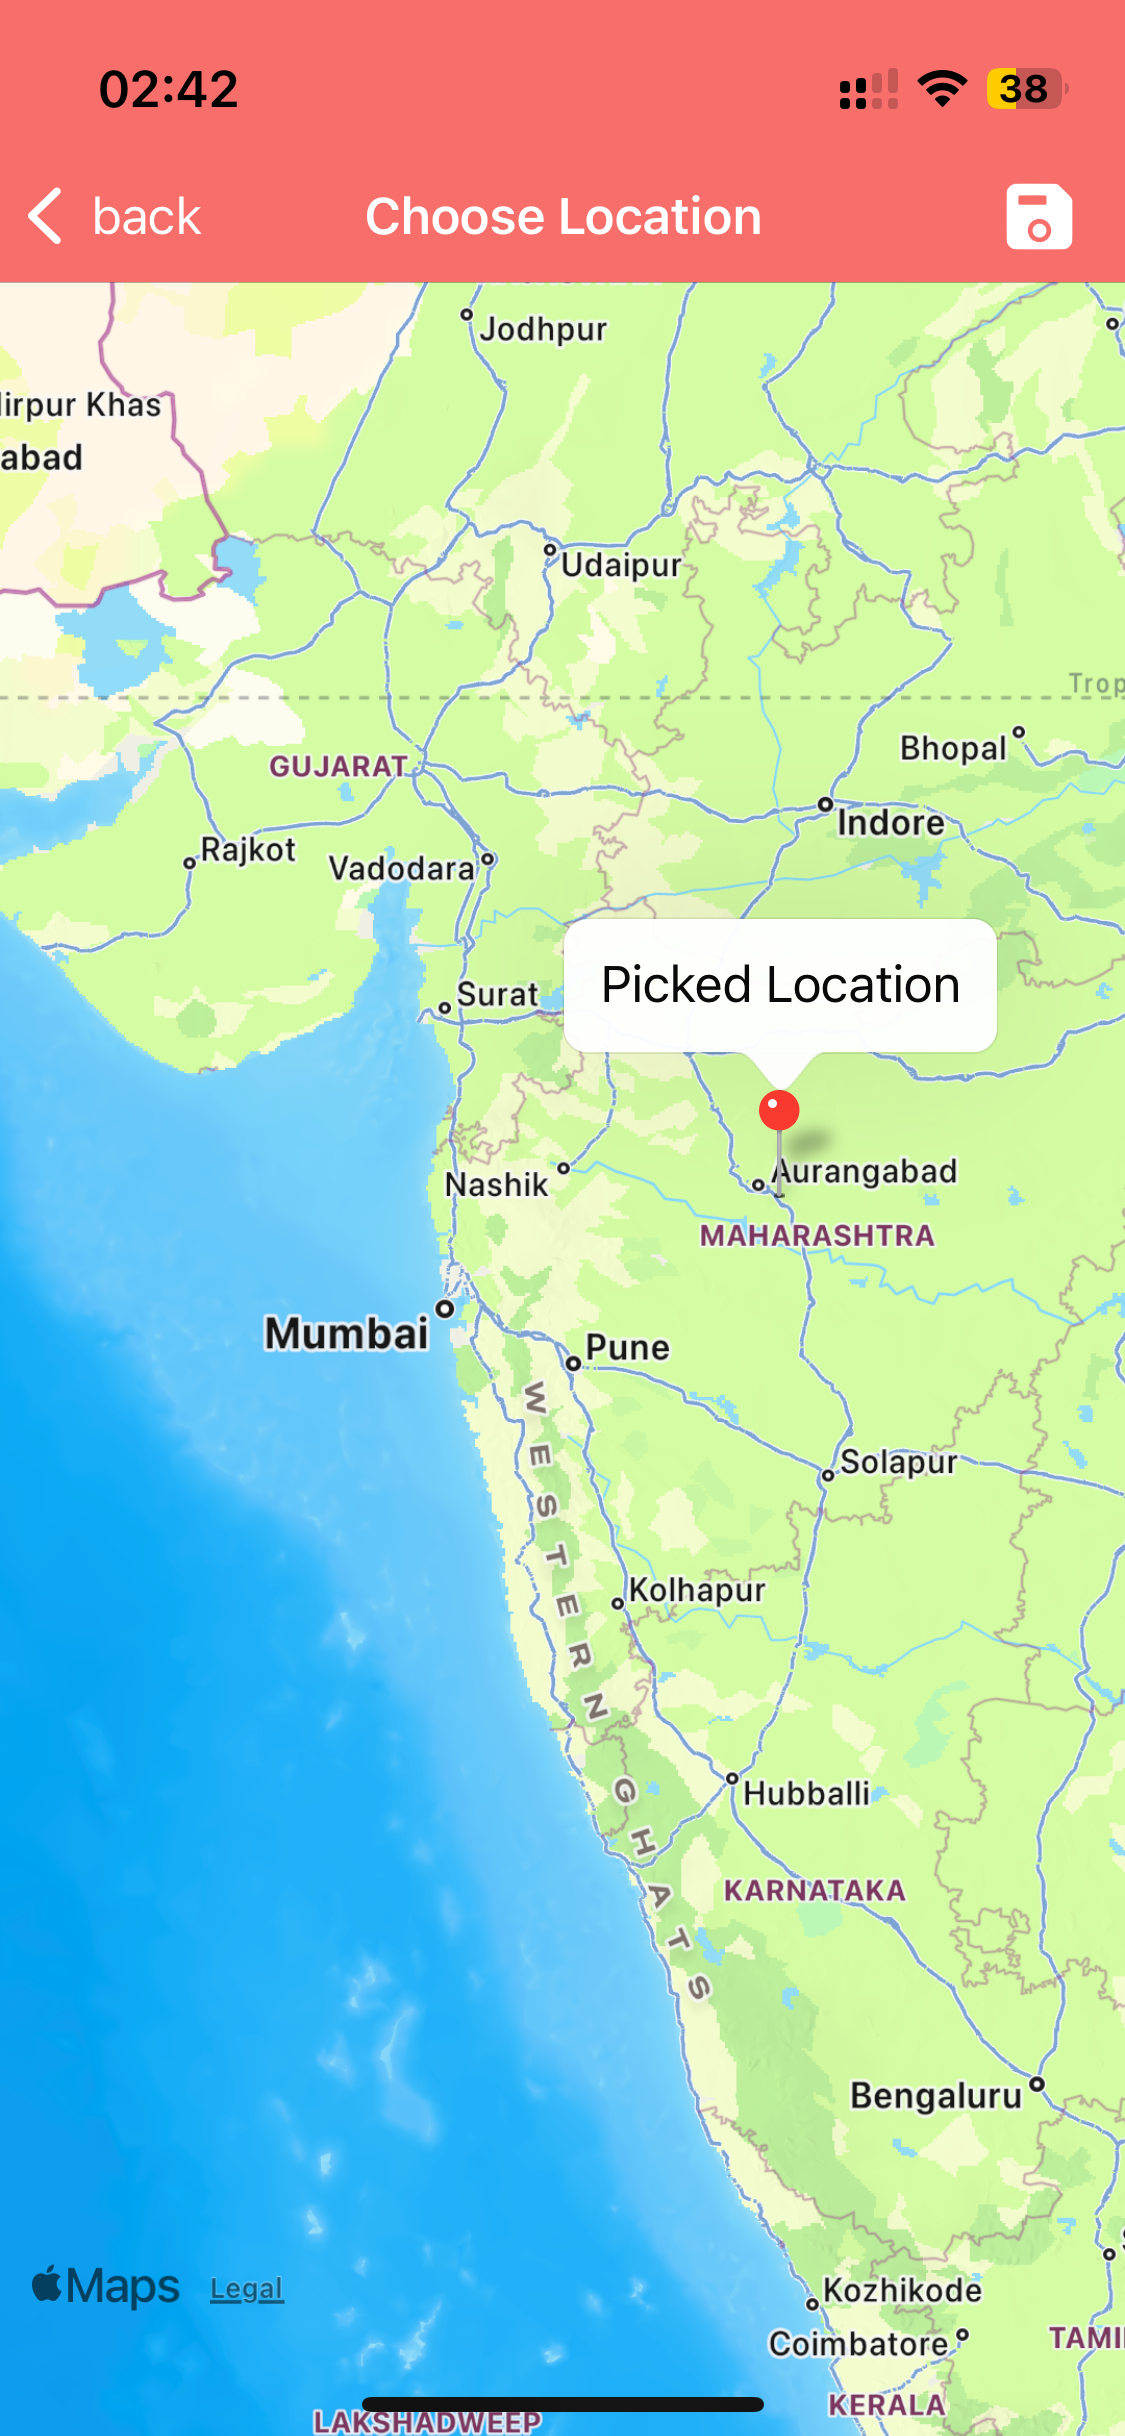 02:42
38
back
Choose Location
Jodhpur
irpur Khas
abad
Udaipur
Trop
Bhopal
GUJARAT
Indore
Rajkot
Vadodara
Surat
Picked Location
Aurangabad
Nashik
MAHARASHTRA
Mumbai
Pune
WESTERN GHATS
Solapur
Kolhapur
Hubballi
KARNATAKA
Bengaluru
Maps
Legal
Kozhikode
Coimbatore
TAMI
KERALA
LAKSHADWEEP